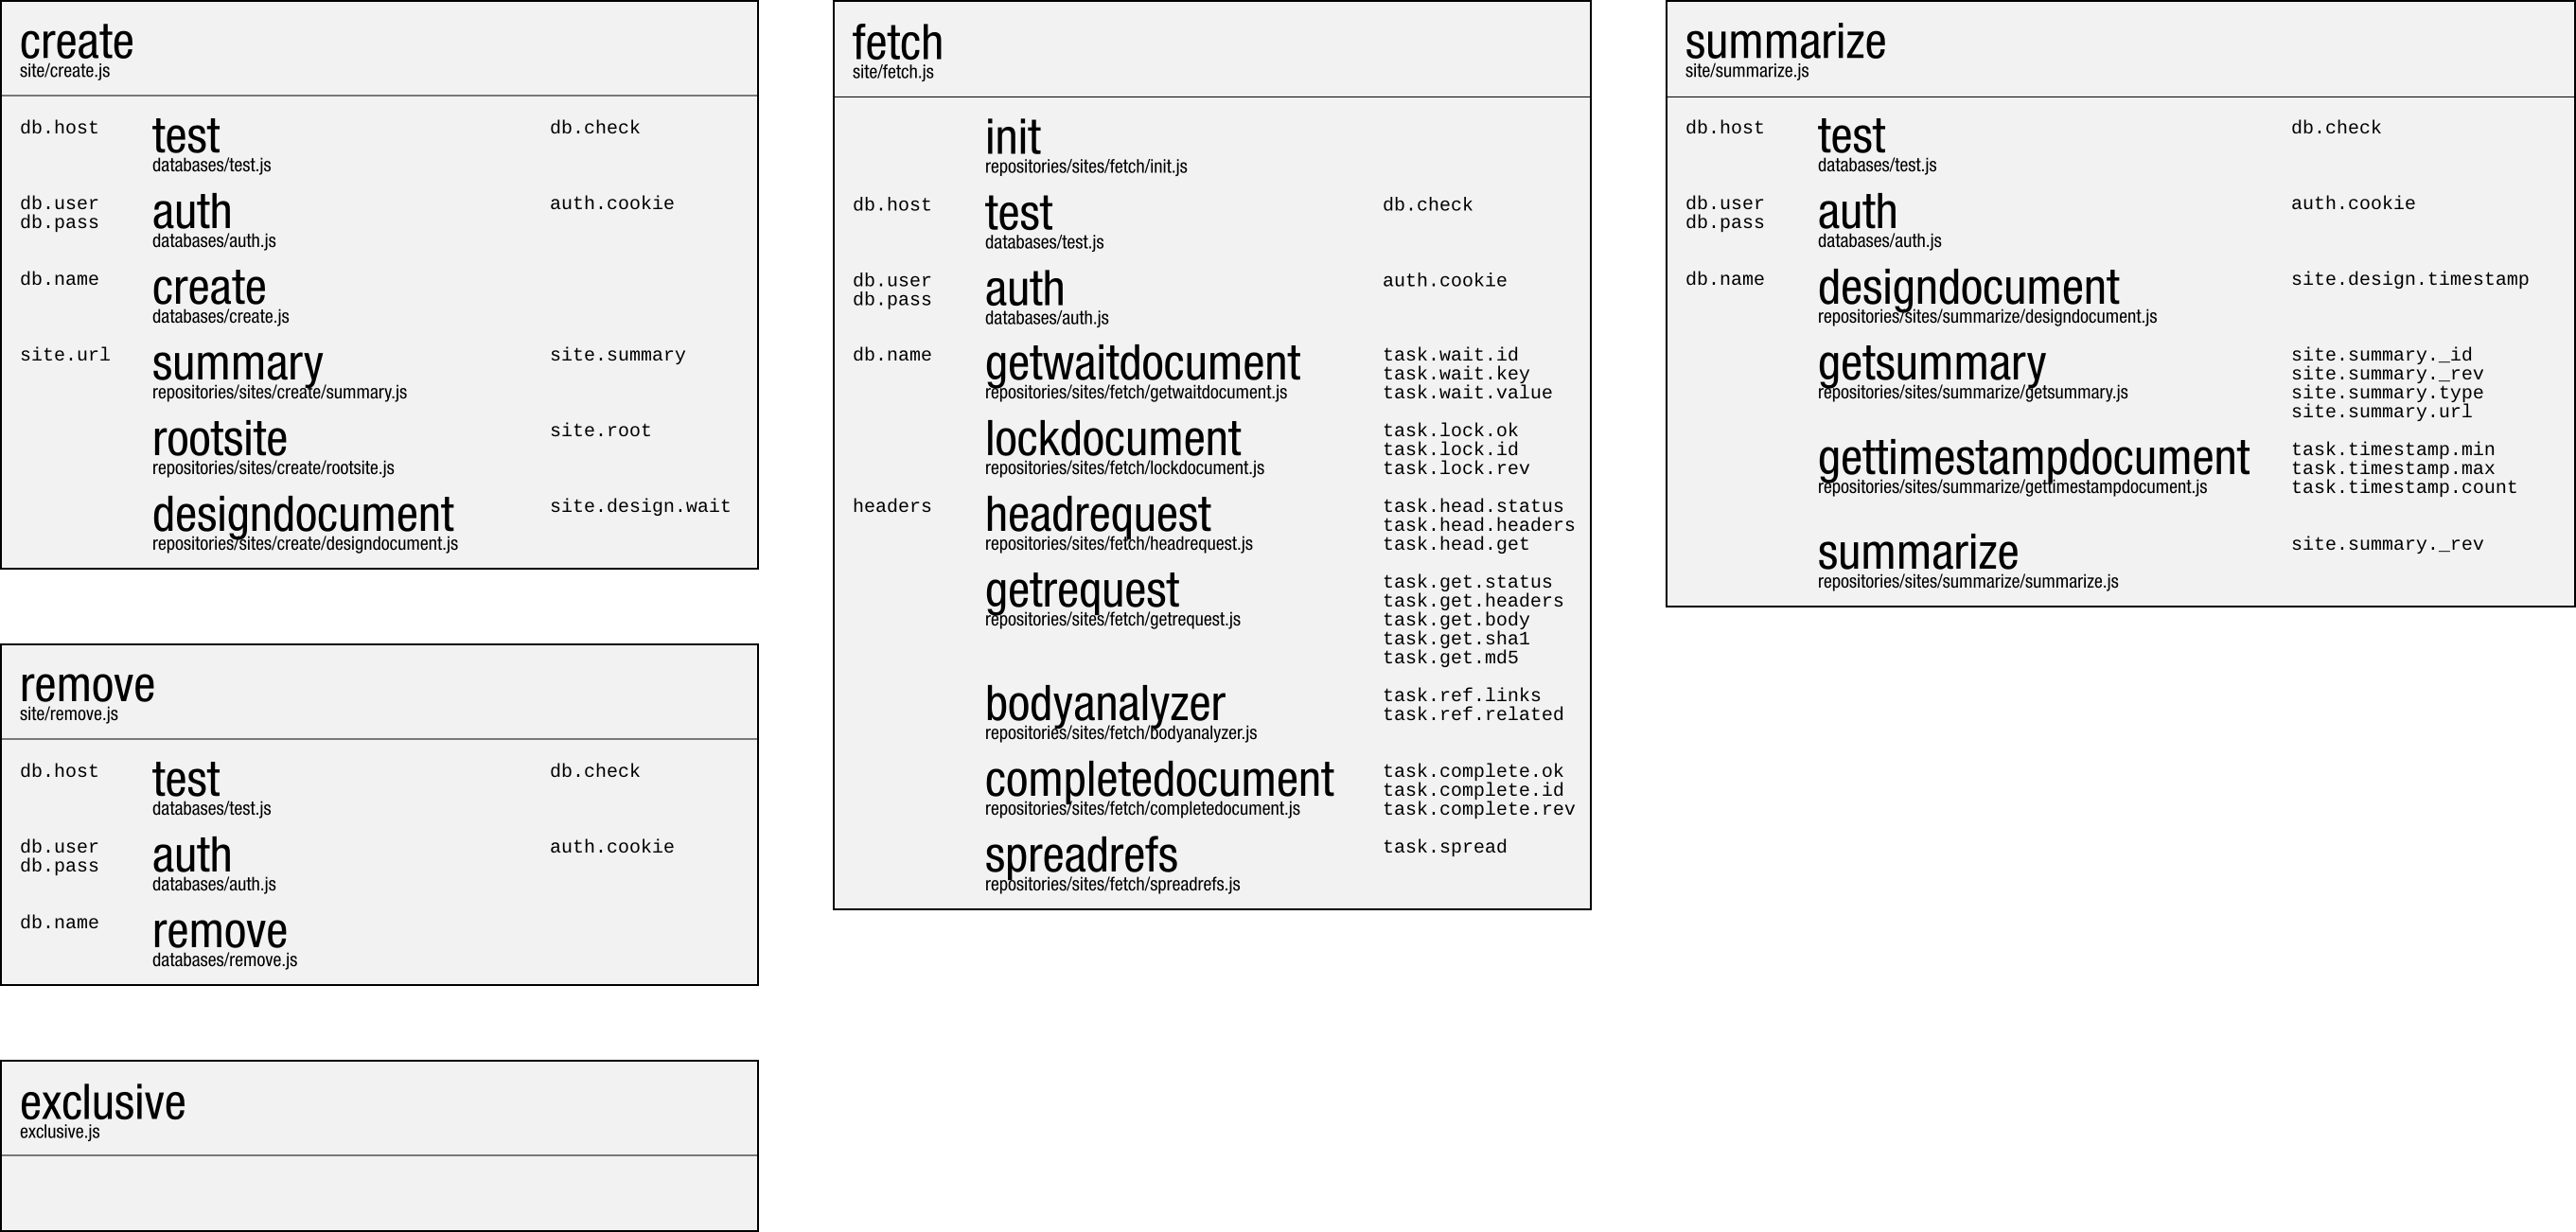 create
site/create.js
db.host
test
db.check
databases/test.js
db.user
db.pass
auth
auth.cookie
databases/auth.js
db.name
create
databases/create.js
site.url
summary
site.summary
repositories/sites/create/summary.js
rootsite
site.root
repositories/sites/create/rootsite.js
designdocument
site.design.wait
repositories/sites/create/designdocument.js
remove
site/remove.js
db.host
test
db.check
databases/test.js
db.user
db.pass
auth
auth.cookie
databases/auth.js
db.name
remove
databases/remove.js
exclusive
exclusive.js
fetch
site/fetch.js
init
repositories/sites/fetch/init.js
db.host
test
db.check
databases/test.js
db.user
db.pass
auth
auth.cookie
databases/auth.js
db.name
getwaitdocument
repositories/sites/fetch/getwaitdocument.js
task.wait.id
task.wait.key
task.wait.value
lockdocument
repositories/sites/fetch/lockdocument.js
task.lock.ok
task.lock.id
task.lock.rev
headers
headrequest
repositories/sites/fetch/headrequest.js
task.head.status
task.head.headers
task.head.get
getrequest
repositories/sites/fetch/getrequest.js
task.get.status
task.get.headers
task.get.body
task.get.sha1
task.get.md5
bodyanalyzer
repositories/sites/fetch/bodyanalyzer.js
task.ref.links
task.ref.related
completedocument
repositories/sites/fetch/completedocument.js
task.complete.ok
task.complete.id
task.complete.rev
spreadrefs
repositories/sites/fetch/spreadrefs.js
task.spread
summarize
site/summarize.js
db.host
test
db.check
databases/test.js
db.user
db.pass
auth
auth.cookie
databases/auth.js
db.name
designdocument
site.design.timestamp
repositories/sites/summarize/designdocument.js
getsummary
repositories/sites/summarize/getsummary.js
site.summary._id
site.summary._rev
site.summary.type
site.summary.url
gettimestampdocument
repositories/sites/summarize/gettimestampdocument.js
task.timestamp.min
task.timestamp.max
task.timestamp.count
summarize
site.summary._rev
repositories/sites/summarize/summarize.js